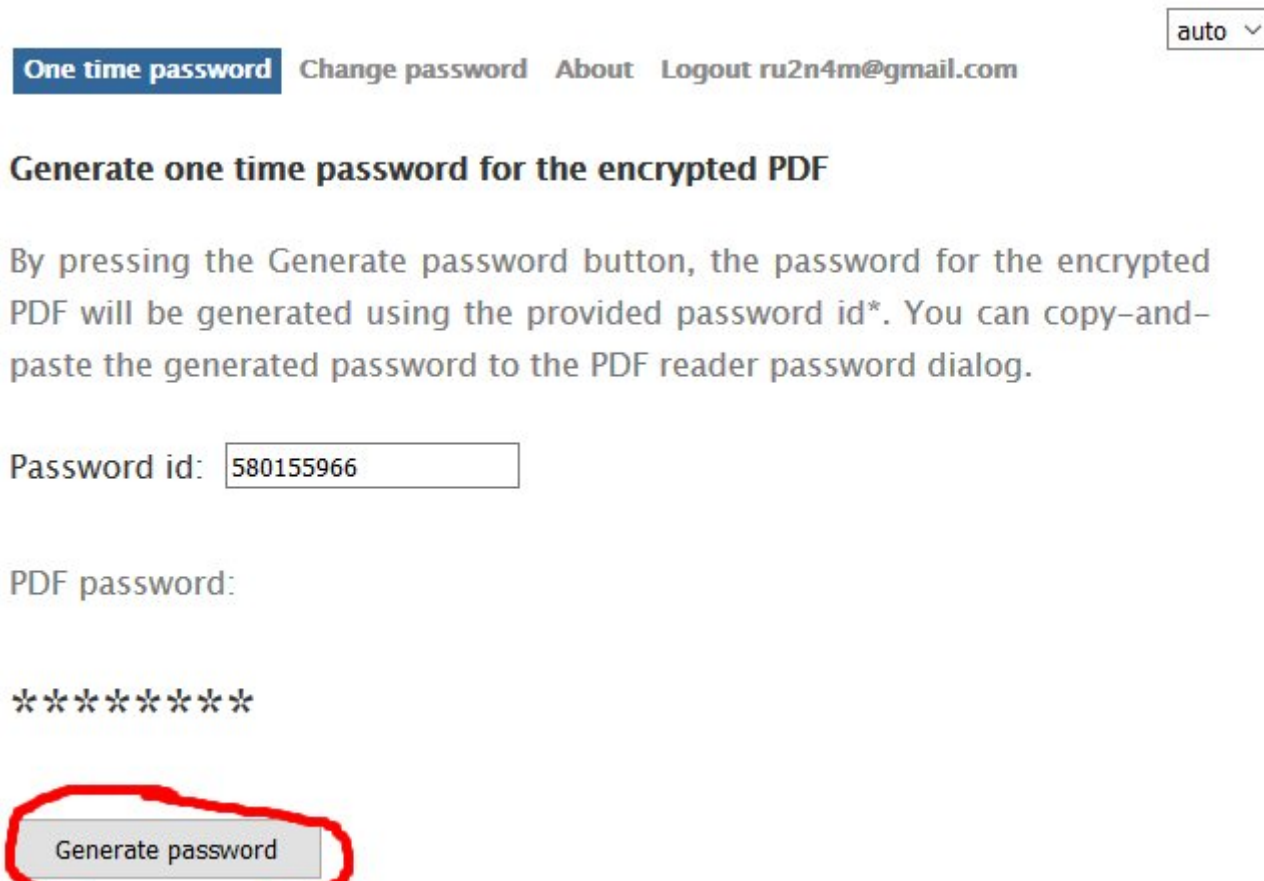 auto
One time password Change password About Logout ru2n4m@gmail.com
Generate one time password for the encrypted PDF
By pressing the Generate password button, the password for the encrypted
PDF will be generated using the provided password id*. You can copy-and-
paste the generated password to the PDF reader password dialog.
Password id: 580155966
PDF password:
********
Generate password